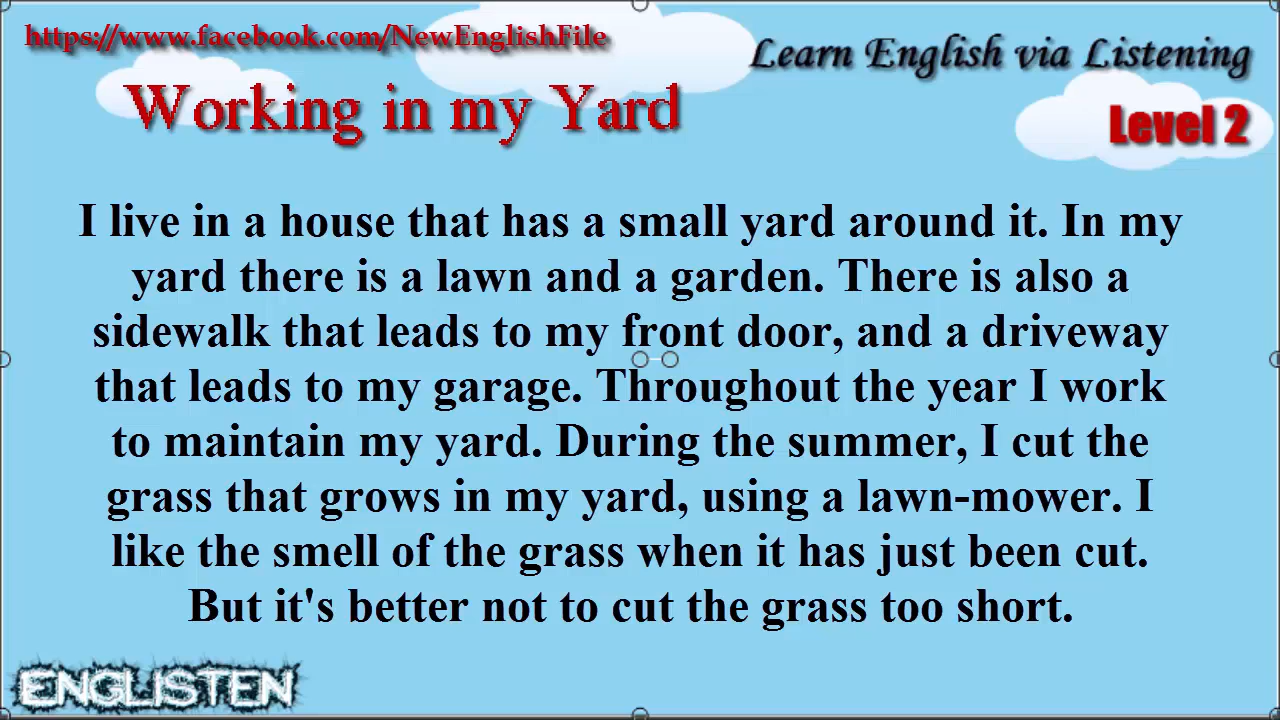 https://www.facebook.com/NewEnglishFile
Learn English via Listening
Working in my Yard
Level 2
I live in a house that has a small yard around it. In my
yard there is a lawn and a garden. There is also a
sidewalk that leads to my front door, and a driveway
that leads to my garage. Throughout the year I work
to maintain my yard. During the summer, I cut the
grass that grows in my yard, using a lawn-mower. I
like the smell of the grass when it has just been cut.
But it's better not to cut the grass too short.
ENGLISTEN